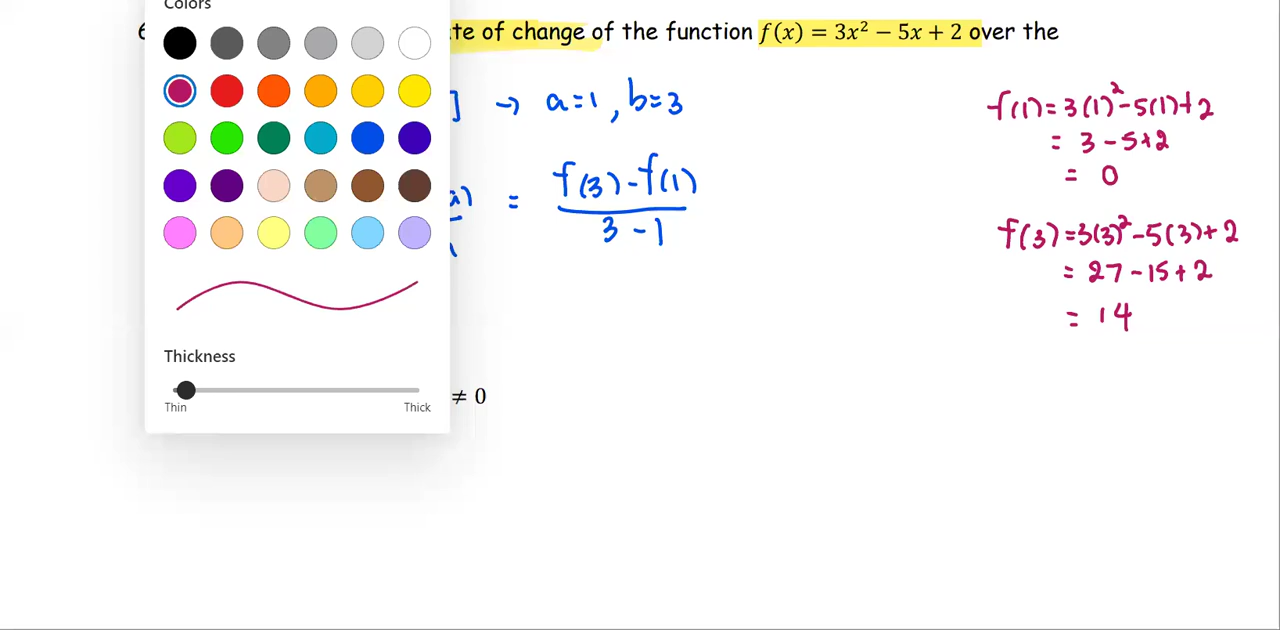 Colors
te of change of the function f(x) = 3x² − 5x + 2 over the
] → a=1, b=3
a) = f(3) - f(1)
3 - 1
f(1) = 3(1)² - 5(1) + 2
= 3 - 5 + 2
= 0
f(3) = 3(3)² - 5(3) + 2
= 27 - 15 + 2
= 14
Thickness
Thin Thick
≠ 0